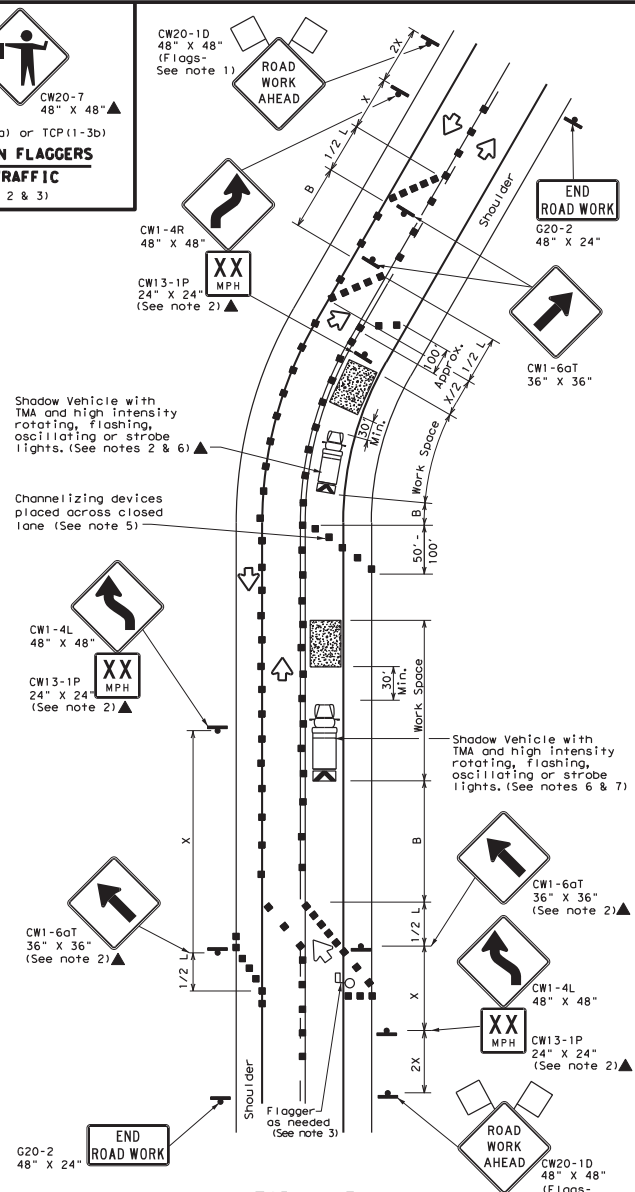 CW20-7
48" X 48"▲
a) or TCP(1-3b)
N FLAGGERS
TRAFFIC
2 & 3)
CW20-1D
48" X 48"
(Flags-
See note 1)
ROAD
WORK
AHEAD
2X
X
1/2 L
B
CW1-4R
48" X 48"
XX
MPH
CW13-1P
24" X 24"
(See note 2)▲
Shoulder
END
ROAD WORK
G20-2
48" X 24"
CW1-6aT
36" X 36"
100'
Approx.
1/2 L
X/2
30'
Min.
Work Space
B
50'-
100'
Shadow Vehicle with
TMA and high intensity
rotating, flashing,
oscillating or strobe
lights. (See notes 2 & 6)▲
Channelizing devices
placed across closed
lane (See note 5)
CW1-4L
48" X 48"
XX
MPH
CW13-1P
24" X 24"
(See note 2)▲
30'
Min.
Work Space
Shadow Vehicle with
TMA and high intensity
rotating, flashing,
oscillating or strobe
lights. (See notes 6 & 7)
X
B
CW1-6aT
36" X 36"
(See note 2)▲
1/2 L
CW1-6aT
36" X 36"
(See note 2)▲
1/2 L
X
CW1-4L
48" X 48"
XX
MPH
CW13-1P
24" X 24"
(See note 2)▲
2X
Shoulder
Flagger
as needed
(See note 3)
G20-2
48" X 24"
END
ROAD WORK
ROAD
WORK
AHEAD
CW20-1D
48" X 48"
(Flags-